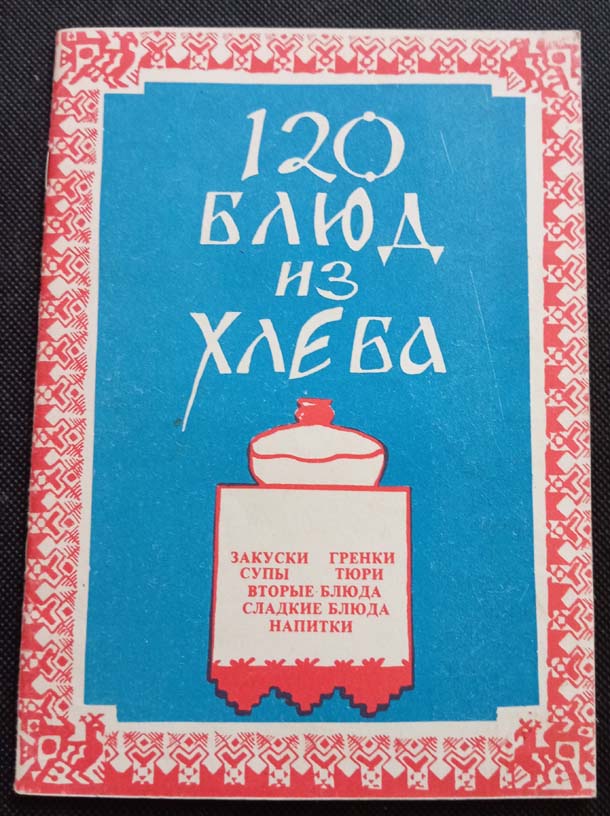 120
БЛЮД
ИЗ
ХЛЕБА
ЗАКУСКИ ГРЕНКИ
СУПЫ ТЮРИ
ВТОРЫЕ БЛЮДА
СЛАДКИЕ БЛЮДА
НАПИТКИ